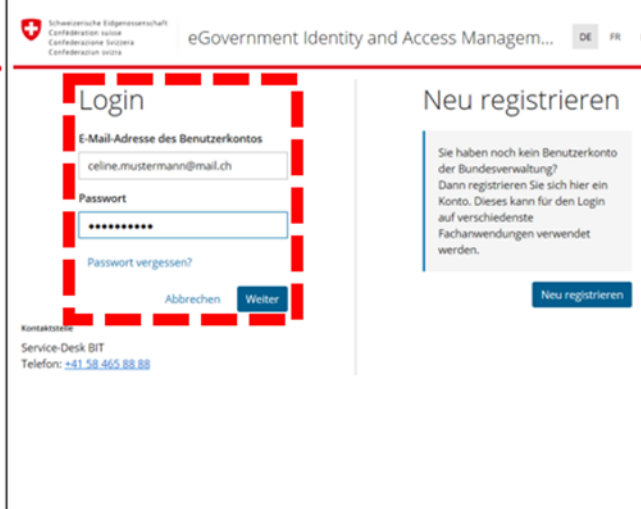 Schweizerische Eidgenossenschaft
Confédération suisse
Confederazione Svizzera
Confederaziun svizra
eGovernment Identity and Access Managem...
DE FR
Login
E-Mail-Adresse des Benutzerkontos
celine.mustermann@mail.ch
Passwort
••••••••••
Passwort vergessen?
Abbrechen Weiter
Kontaktstelle
Service-Desk BIT
Telefon: +41 58 465 88 88
Neu registrieren
Sie haben noch kein Benutzerkonto
der Bundesverwaltung?
Dann registrieren Sie sich hier ein
Konto. Dieses kann für den Login
auf verschiedenste
Fachanwendungen verwendet
werden.
Neu registrieren